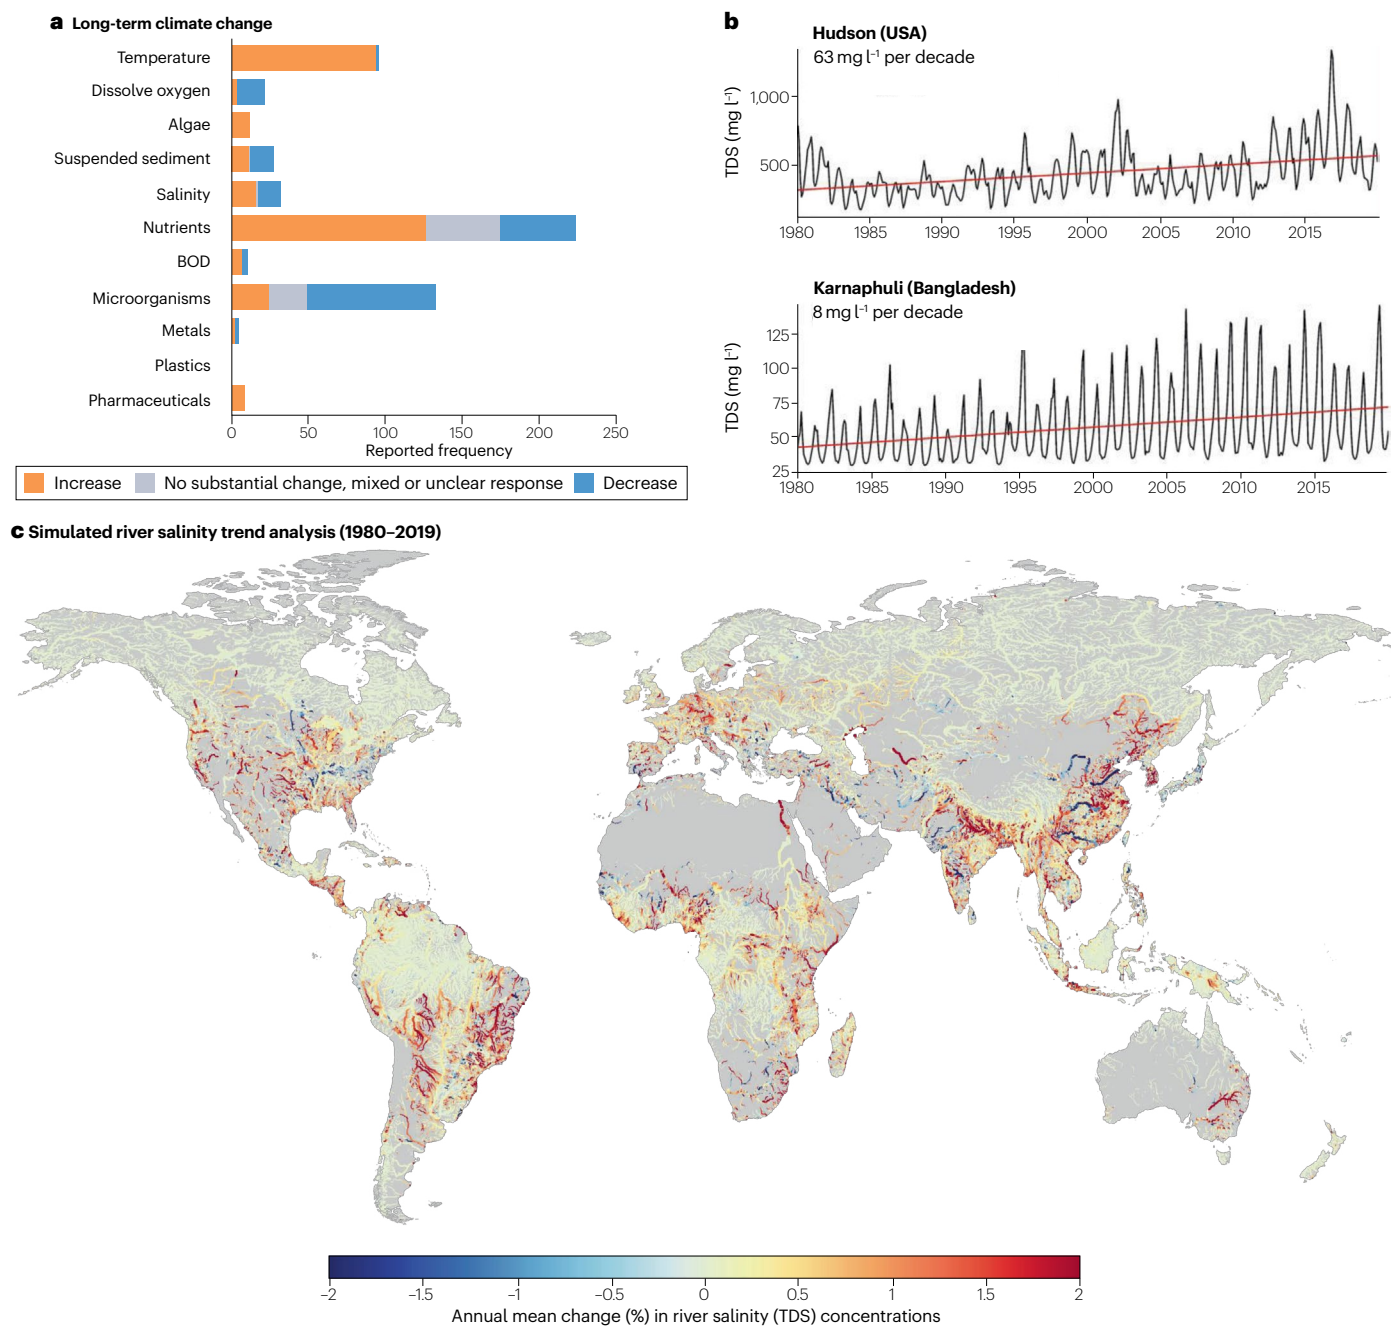 a Long-term climate change
Temperature
Dissolve oxygen
Algae
Suspended sediment
Salinity
Nutrients
BOD
Microorganisms
Metals
Plastics
Pharmaceuticals
0 50 100 150 200 250
Reported frequency
Increase No substantial change, mixed or unclear response Decrease
b
Hudson (USA)
63 mg l⁻¹ per decade
TDS (mg l⁻¹)
1,000
500
1980 1985 1990 1995 2000 2005 2010 2015
Karnaphuli (Bangladesh)
8 mg l⁻¹ per decade
TDS (mg l⁻¹)
125
100
75
50
25
1980 1985 1990 1995 2000 2005 2010 2015
c Simulated river salinity trend analysis (1980–2019)
−2 −1.5 −1 −0.5 0 0.5 1 1.5 2
Annual mean change (%) in river salinity (TDS) concentrations